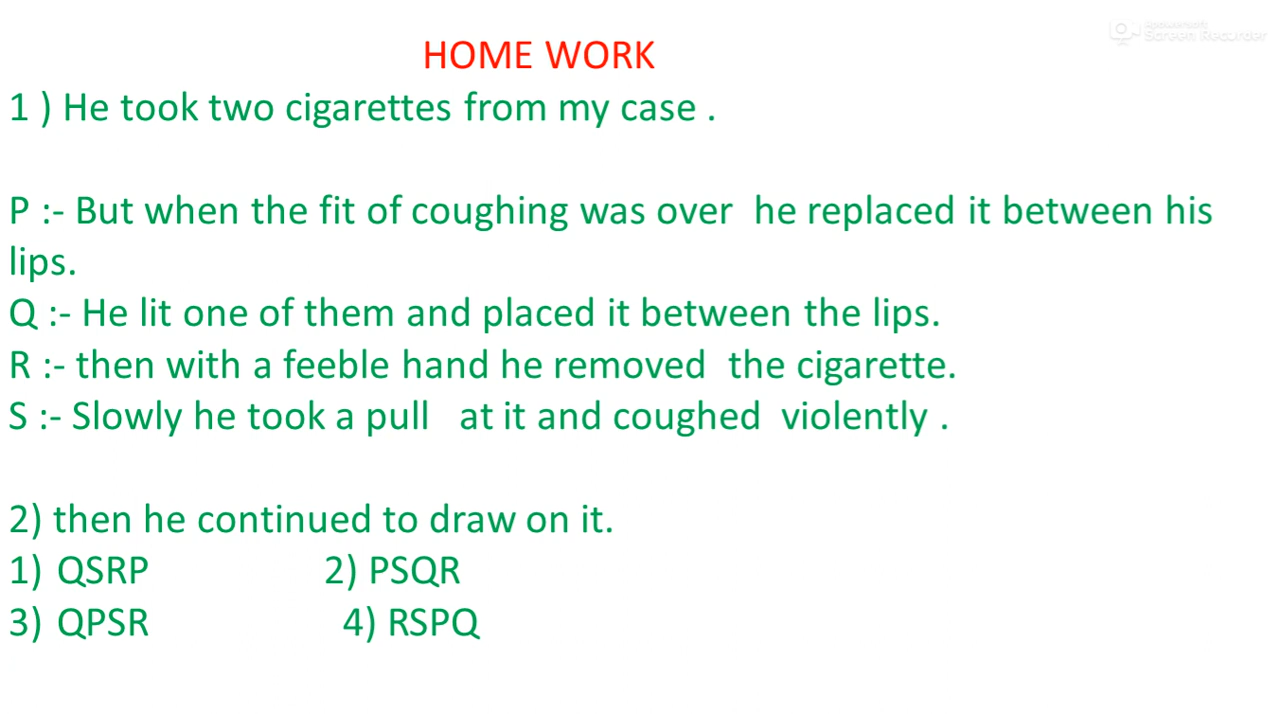 Apowersoft
Screen Recorder
HOME WORK
1 ) He took two cigarettes from my case .
P :- But when the fit of coughing was over he replaced it between his
lips.
Q :- He lit one of them and placed it between the lips.
R :- then with a feeble hand he removed the cigarette.
S :- Slowly he took a pull at it and coughed violently .
2) then he continued to draw on it.
1) QSRP 2) PSQR
3) QPSR 4) RSPQ